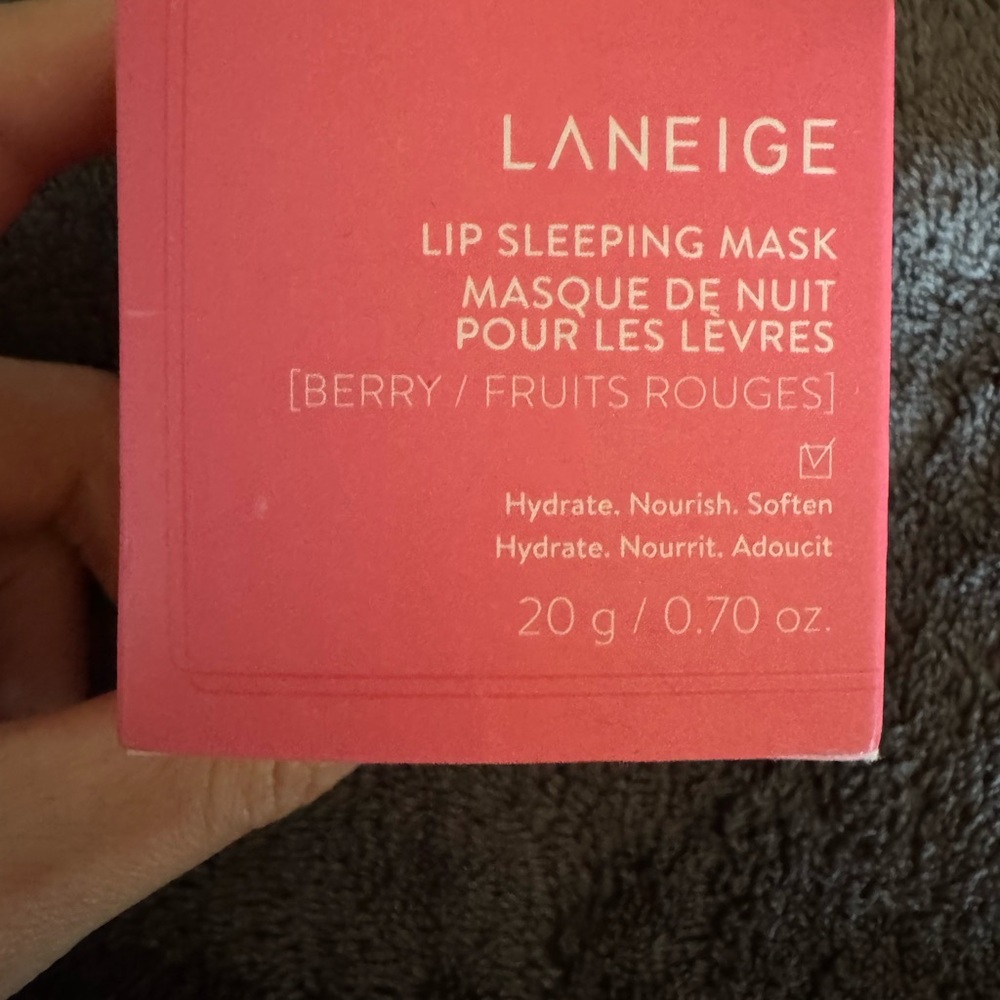 LANEIGE
LIP SLEEPING MASK
MASQUE DE NUIT
POUR LES LÈVRES
[BERRY / FRUITS ROUGES]
Hydrate. Nourish. Soften
Hydrate. Nourrit. Adoucit
20 g / 0.70 oz.